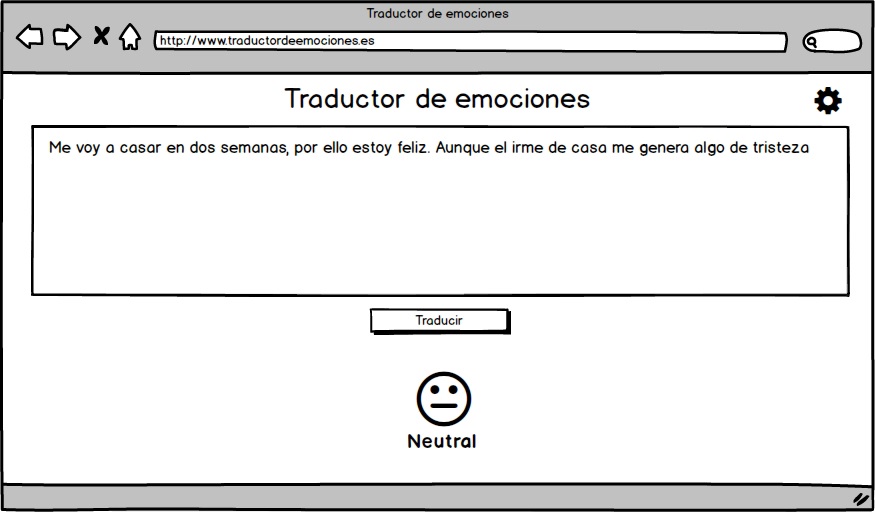 Traductor de emociones
http://www.traductordeemociones.es
Traductor de emociones
Me voy a casar en dos semanas, por ello estoy feliz. Aunque el irme de casa me genera algo de tristeza
Traducir
Neutral